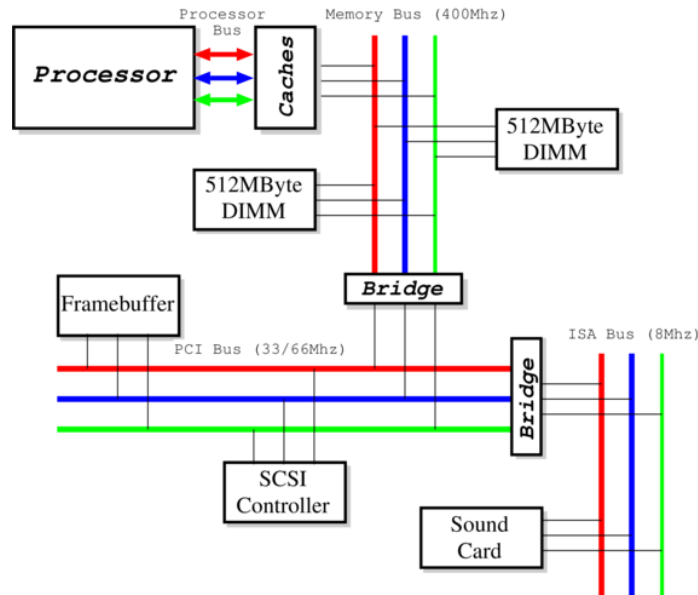 Processor
Bus
Memory Bus (400Mhz)
Processor
Caches
512MByte
DIMM
512MByte
DIMM
Bridge
Framebuffer
PCI Bus (33/66Mhz)
ISA Bus (8Mhz)
Bridge
SCSI
Controller
Sound
Card